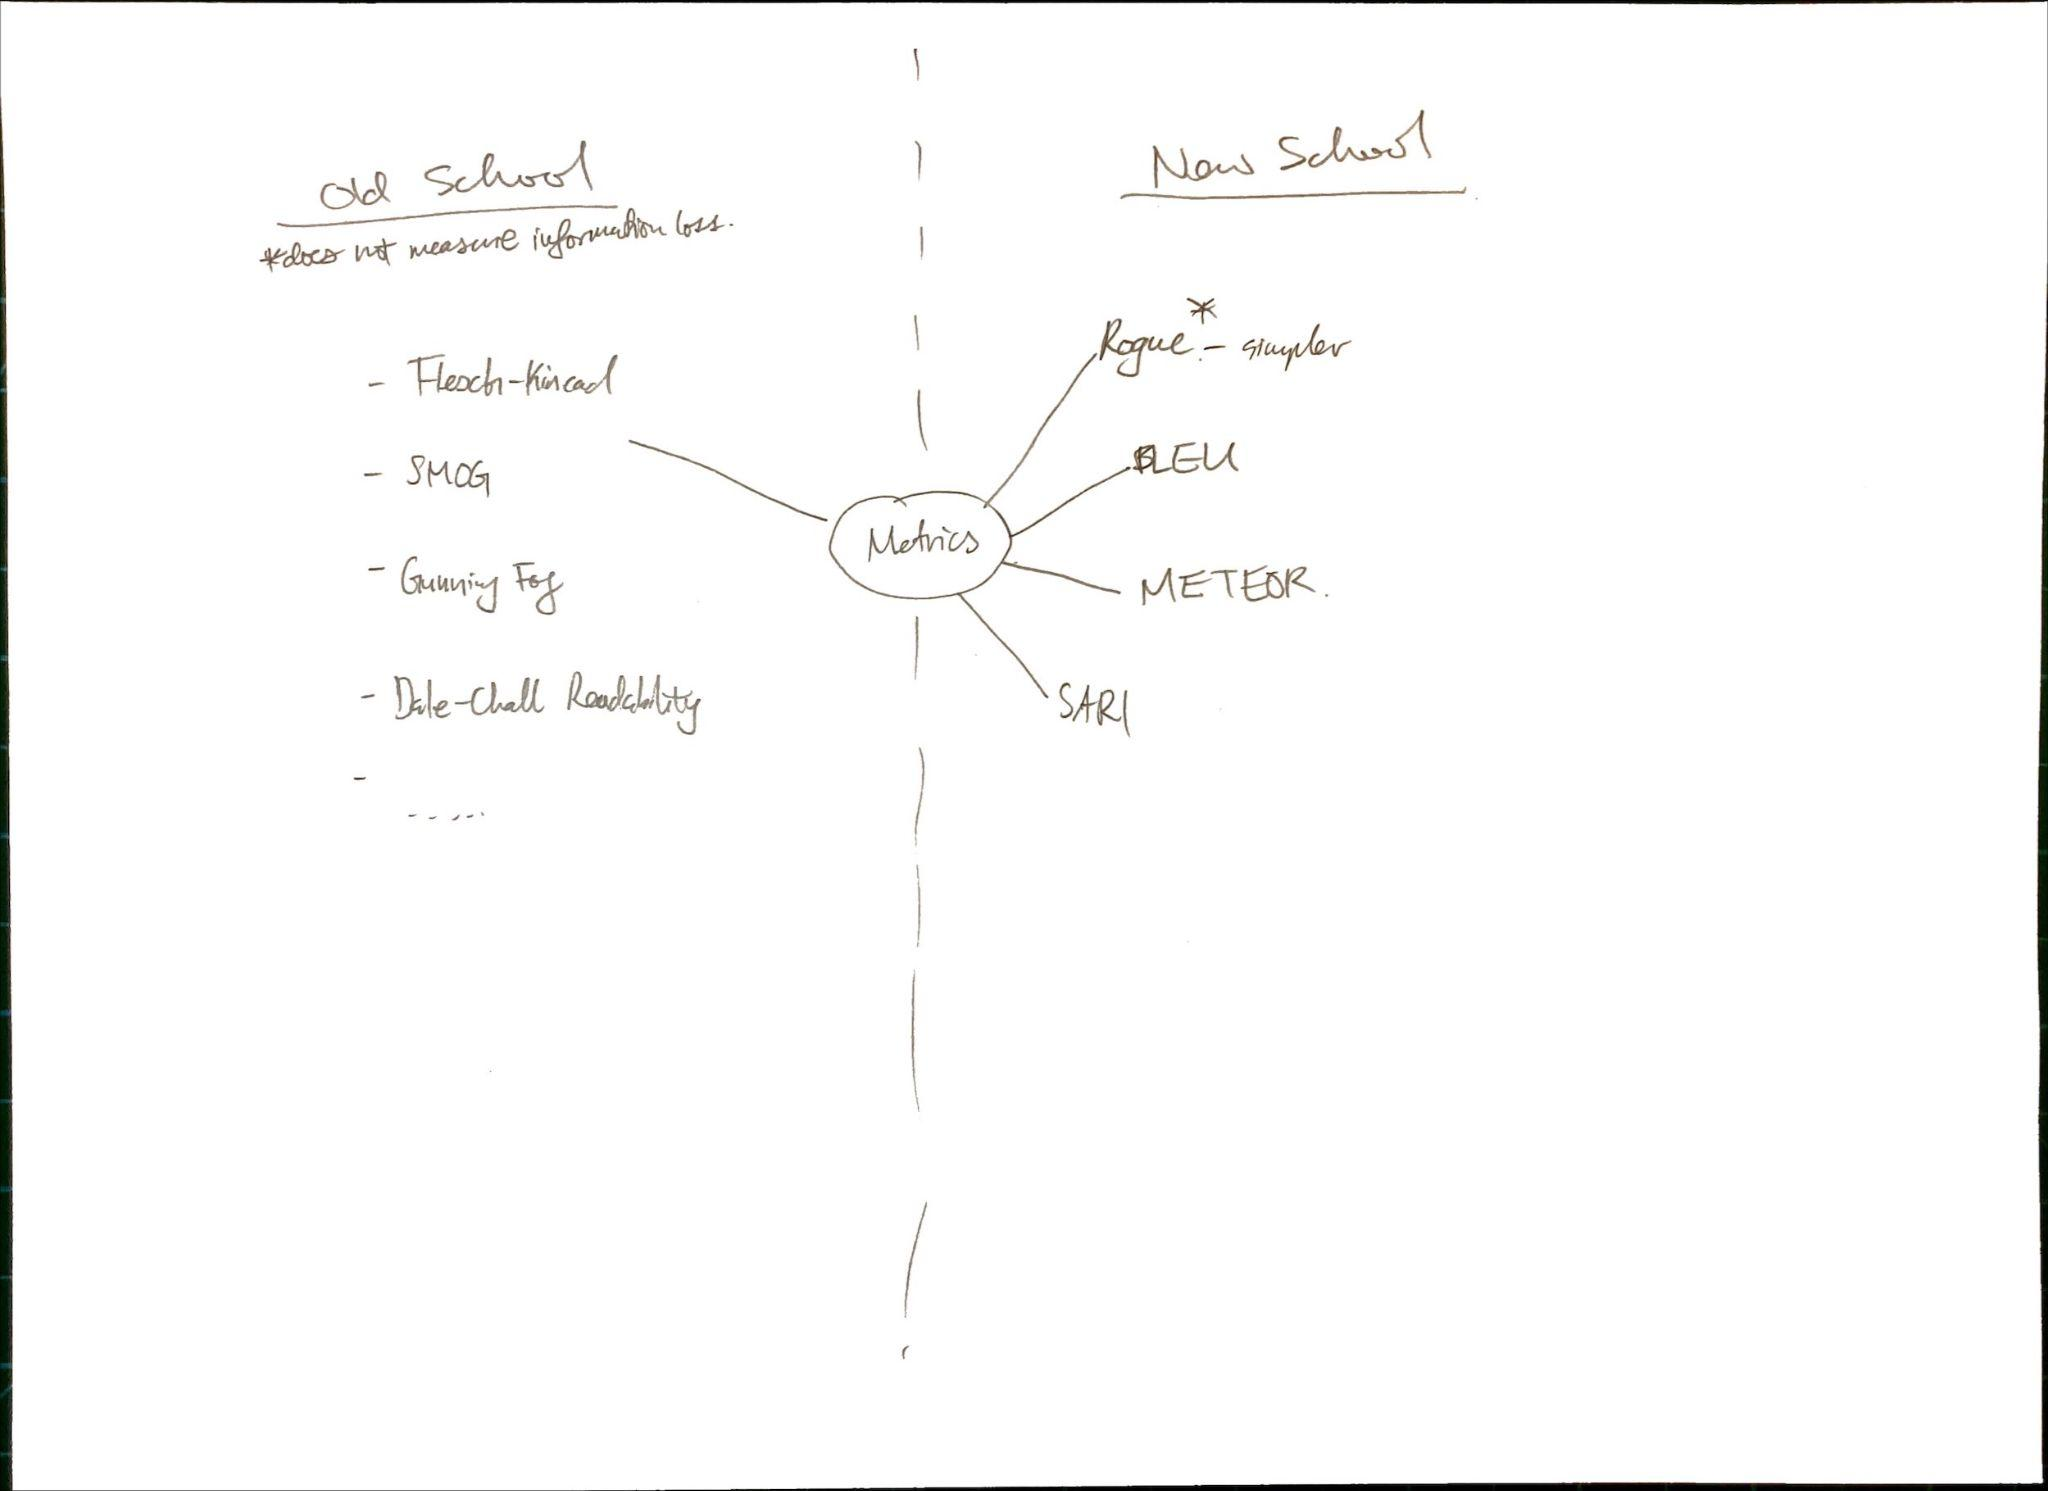 Old School
*does not measure information loss.
- Flesch-Kincad
- SMOG
- Gunning Fog
- Dale-Chall Readability
-
.....
Metrics
New School
Rogue* - simpler
BLEU
METEOR.
SARI